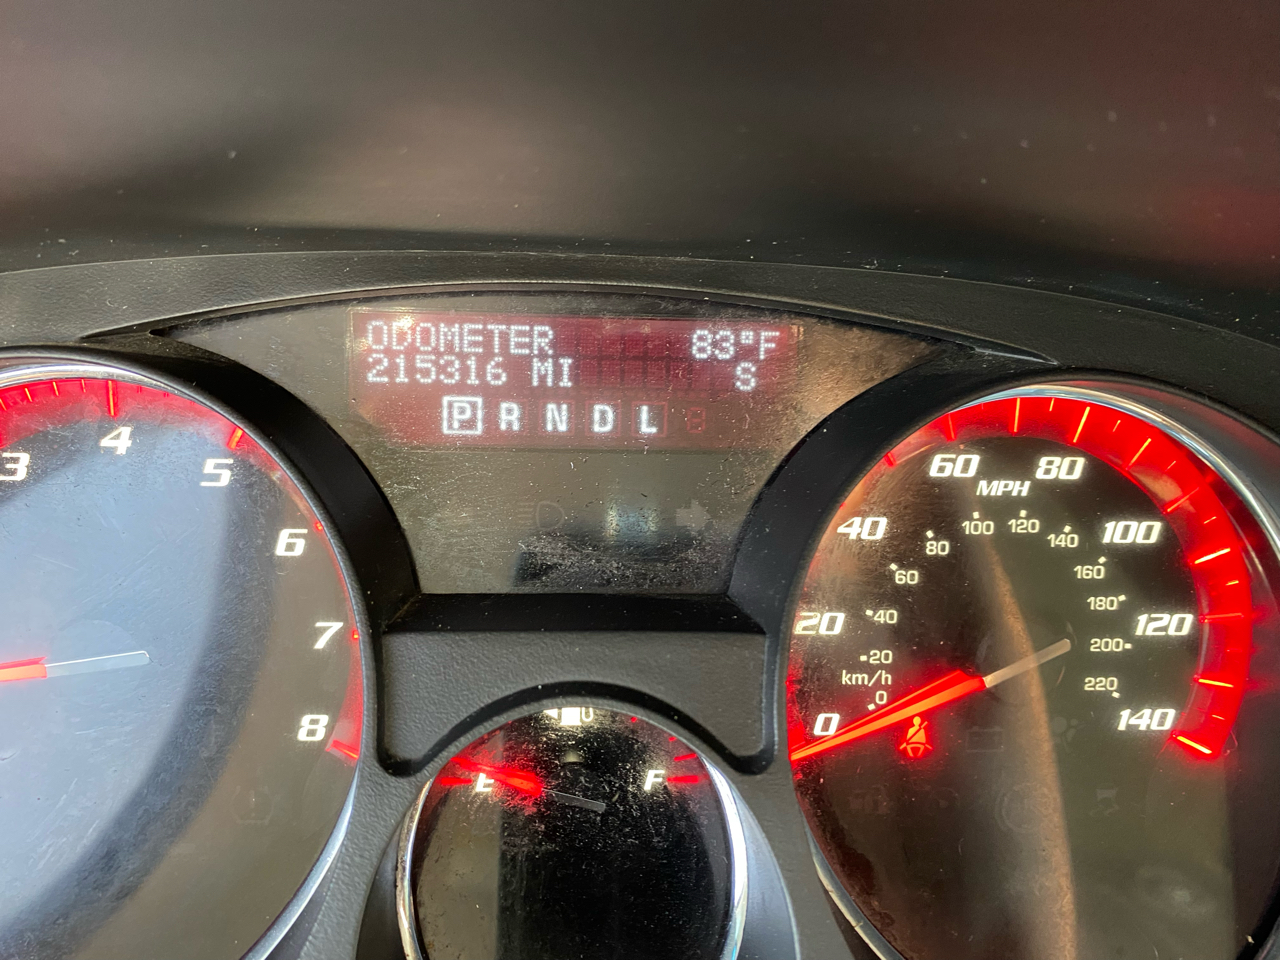 ODOMETER 83°F
215316 MI S
P R N D L
3 4 5 6 7 8
0 20 40 60 80 100 120 140
MPH
0 20 40 60 80 100 120 140 160 180 200 220
km/h
E F